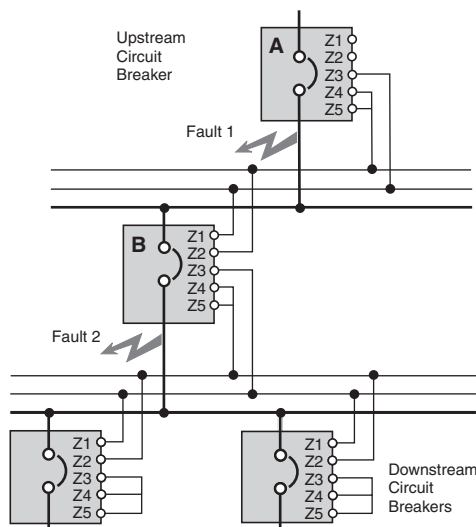 Upstream
Circuit
Breaker
A
Z1
Z2
Z3
Z4
Z5
Fault 1
B
Z1
Z2
Z3
Z4
Z5
Fault 2
Z1
Z2
Z3
Z4
Z5
Z1
Z2
Z3
Z4
Z5
Downstream
Circuit
Breakers